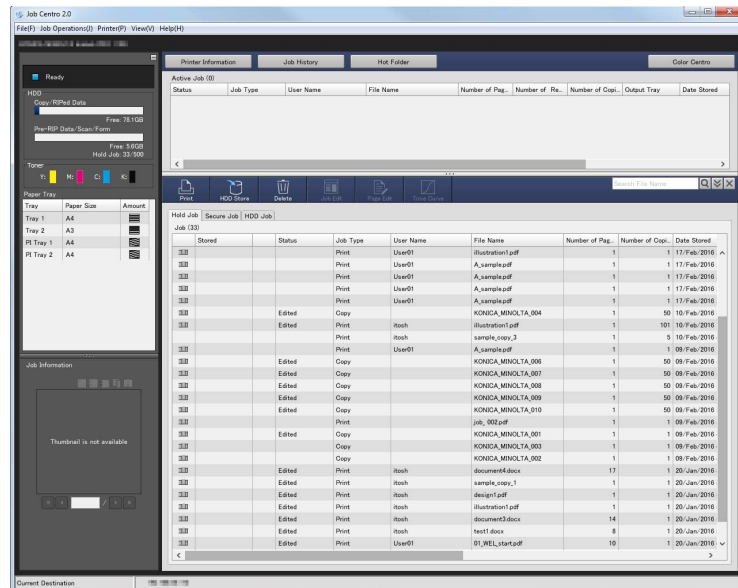 Job Centro 2.0
File(F) Job Operations(J) Printer(P) View(V) Help(H)
Ready
HDD
Copy/RIPed Data
Free: 78.1GB
Pre-RIP Data/Scan/Form
Free: 5.6GB
Hold Job: 33/500
Toner
Y: M: C: K:
Paper Tray
Tray Paper Size Amount
Tray 1 A4
Tray 2 A3
PI Tray 1 A4
PI Tray 2 A4
Job Information
Thumbnail is not available
/
Printer Information Job History Hot Folder Color Centro
Active Job (0)
Status Job Type User Name File Name Number of Pag... Number of Re... Number of Copi... Output Tray Date Stored
Print HDD Store Delete Job Edit Page Edit Tone Curve Search File Name
Hold Job Secure Job HDD Job
Job (33)
Stored Status Job Type User Name File Name Number of Pag... Number of Copi... Date Stored
Print User01 illustration1.pdf 1 1 17/Feb/2016
Print User01 A_sample.pdf 1 1 17/Feb/2016
Print User01 A_sample.pdf 1 1 17/Feb/2016
Print User01 A_sample.pdf 1 1 17/Feb/2016
Print User01 A_sample.pdf 1 1 17/Feb/2016
Edited Copy KONICA_MINOLTA_004 1 50 10/Feb/2016
Edited Print itosh illustration1.pdf 1 101 10/Feb/2016
Print itosh sample_copy_3 1 5 10/Feb/2016
Print User01 A_sample.pdf 1 1 09/Feb/2016
Edited Copy KONICA_MINOLTA_006 1 50 09/Feb/2016
Edited Copy KONICA_MINOLTA_007 1 50 09/Feb/2016
Edited Copy KONICA_MINOLTA_008 1 50 09/Feb/2016
Edited Copy KONICA_MINOLTA_009 1 50 09/Feb/2016
Edited Copy KONICA_MINOLTA_010 1 50 09/Feb/2016
Print job_002.pdf 1 1 09/Feb/2016
Edited Copy KONICA_MINOLTA_001 1 1 09/Feb/2016
Copy KONICA_MINOLTA_003 1 1 09/Feb/2016
Copy KONICA_MINOLTA_002 1 1 09/Feb/2016
Edited Print itosh document4.docx 17 1 20/Jan/2016
Edited Print itosh sample_copy_1 1 1 20/Jan/2016
Edited Print itosh design1.pdf 1 1 20/Jan/2016
Edited Print itosh illustration1.pdf 1 1 20/Jan/2016
Edited Print itosh document3.docx 14 1 20/Jan/2016
Edited Print itosh test1.docx 8 1 20/Jan/2016
Edited Print User01 01_WEL_start.pdf 10 1 20/Jan/2016
Current Destination